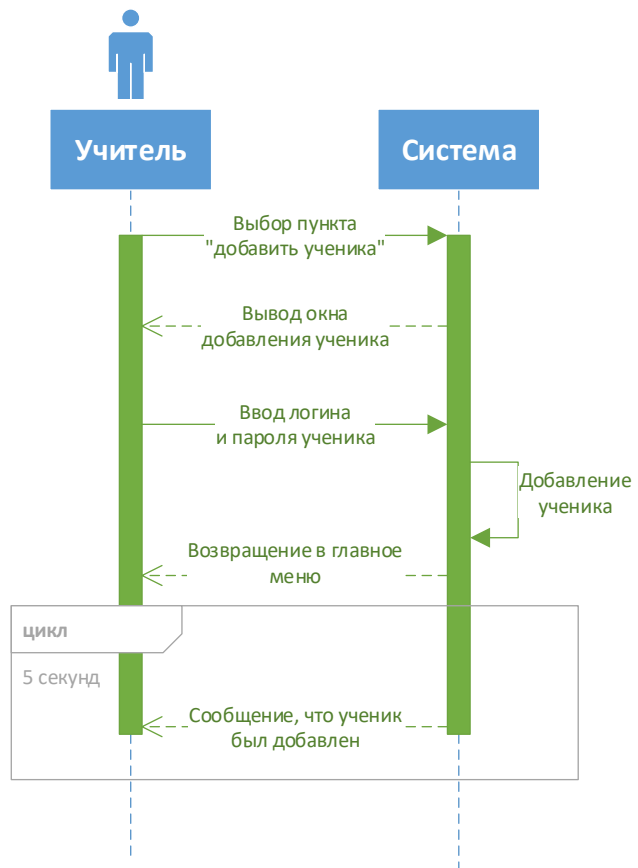 Учитель
Система
Выбор пункта
"добавить ученика"
Вывод окна
добавления ученика
Ввод логина
и пароля ученика
Добавление
ученика
Возвращение в главное
меню
цикл
5 секунд
Сообщение, что ученик
был добавлен